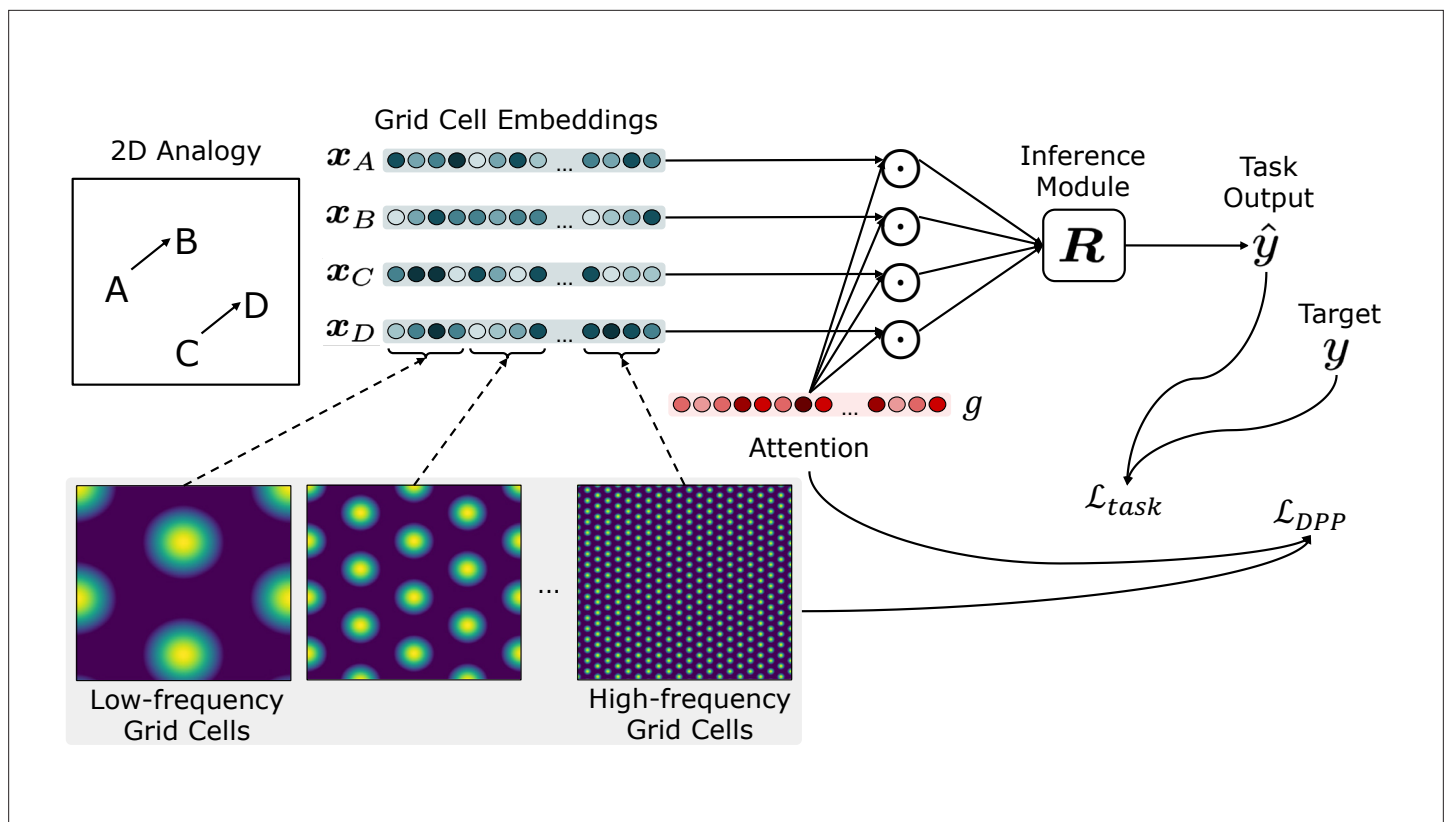 2D Analogy
A
B
C
D
Grid Cell Embeddings
x_A
...
x_B
...
x_C
...
x_D
...
... g
Attention
Inference
Module
R
Task
Output
ŷ
Target
y
ℒ_task
ℒ_DPP
...
Low-frequency
Grid Cells
High-frequency
Grid Cells